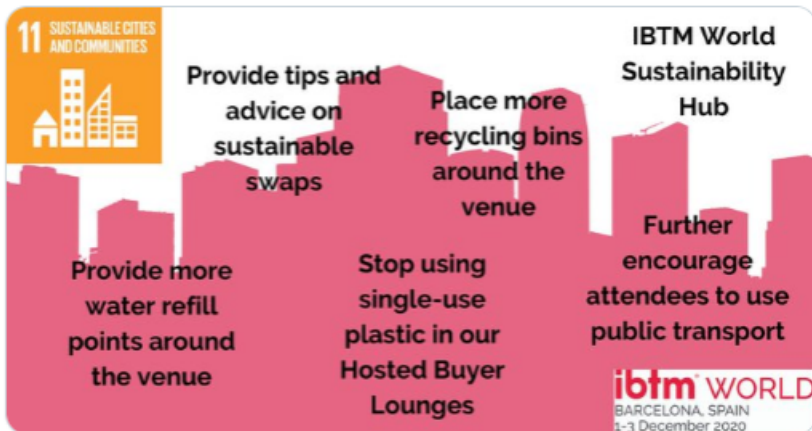 11 SUSTAINABLE CITIES
AND COMMUNITIES
Provide tips and
advice on
sustainable
swaps
Place more
recycling bins
around the
venue
IBTM World
Sustainability
Hub
Provide more
water refill
points around
the venue
Stop using
single-use
plastic in our
Hosted Buyer
Lounges
Further
encourage
attendees to use
public transport
ibtm® WORLD
BARCELONA, SPAIN
1-3 December 2020